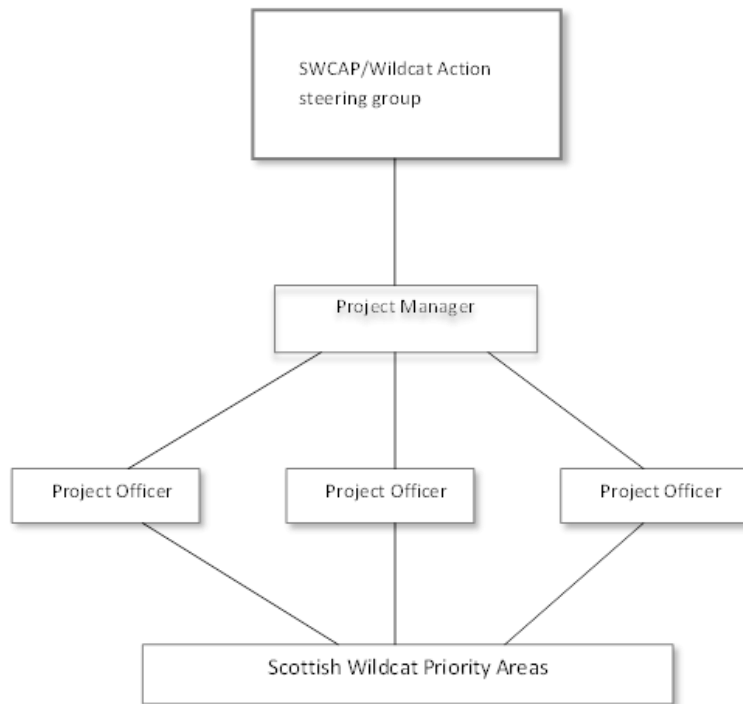 SWCAP/Wildcat Action
steering group
Project Manager
Project Officer
Project Officer
Project Officer
Scottish Wildcat Priority Areas